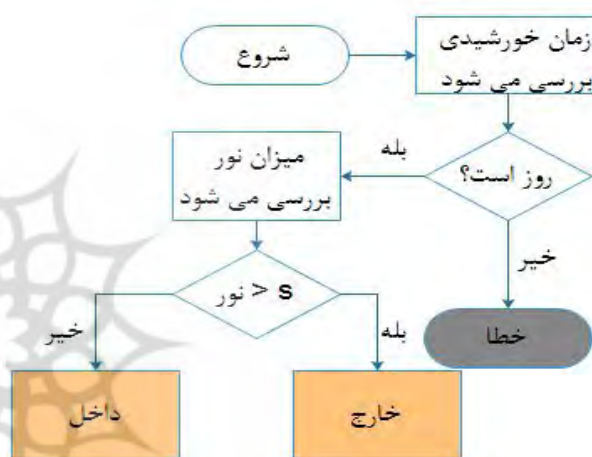 شروع
زمان خورشیدی
بررسی می شود
روز است؟
بله
خیر
میزان نور
بررسی می شود
خطا
نور > s
خیر
بله
داخل
خارج